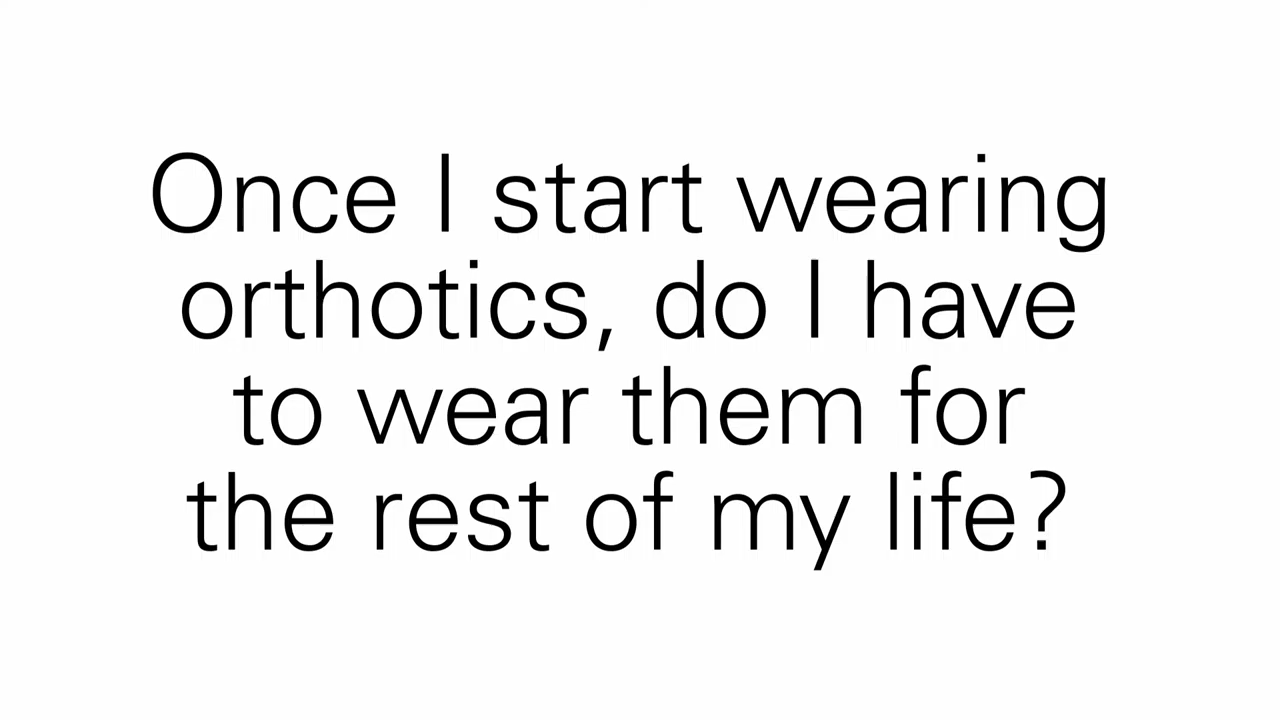 Once I start wearing
orthotics, do I have
to wear them for
the rest of my life?